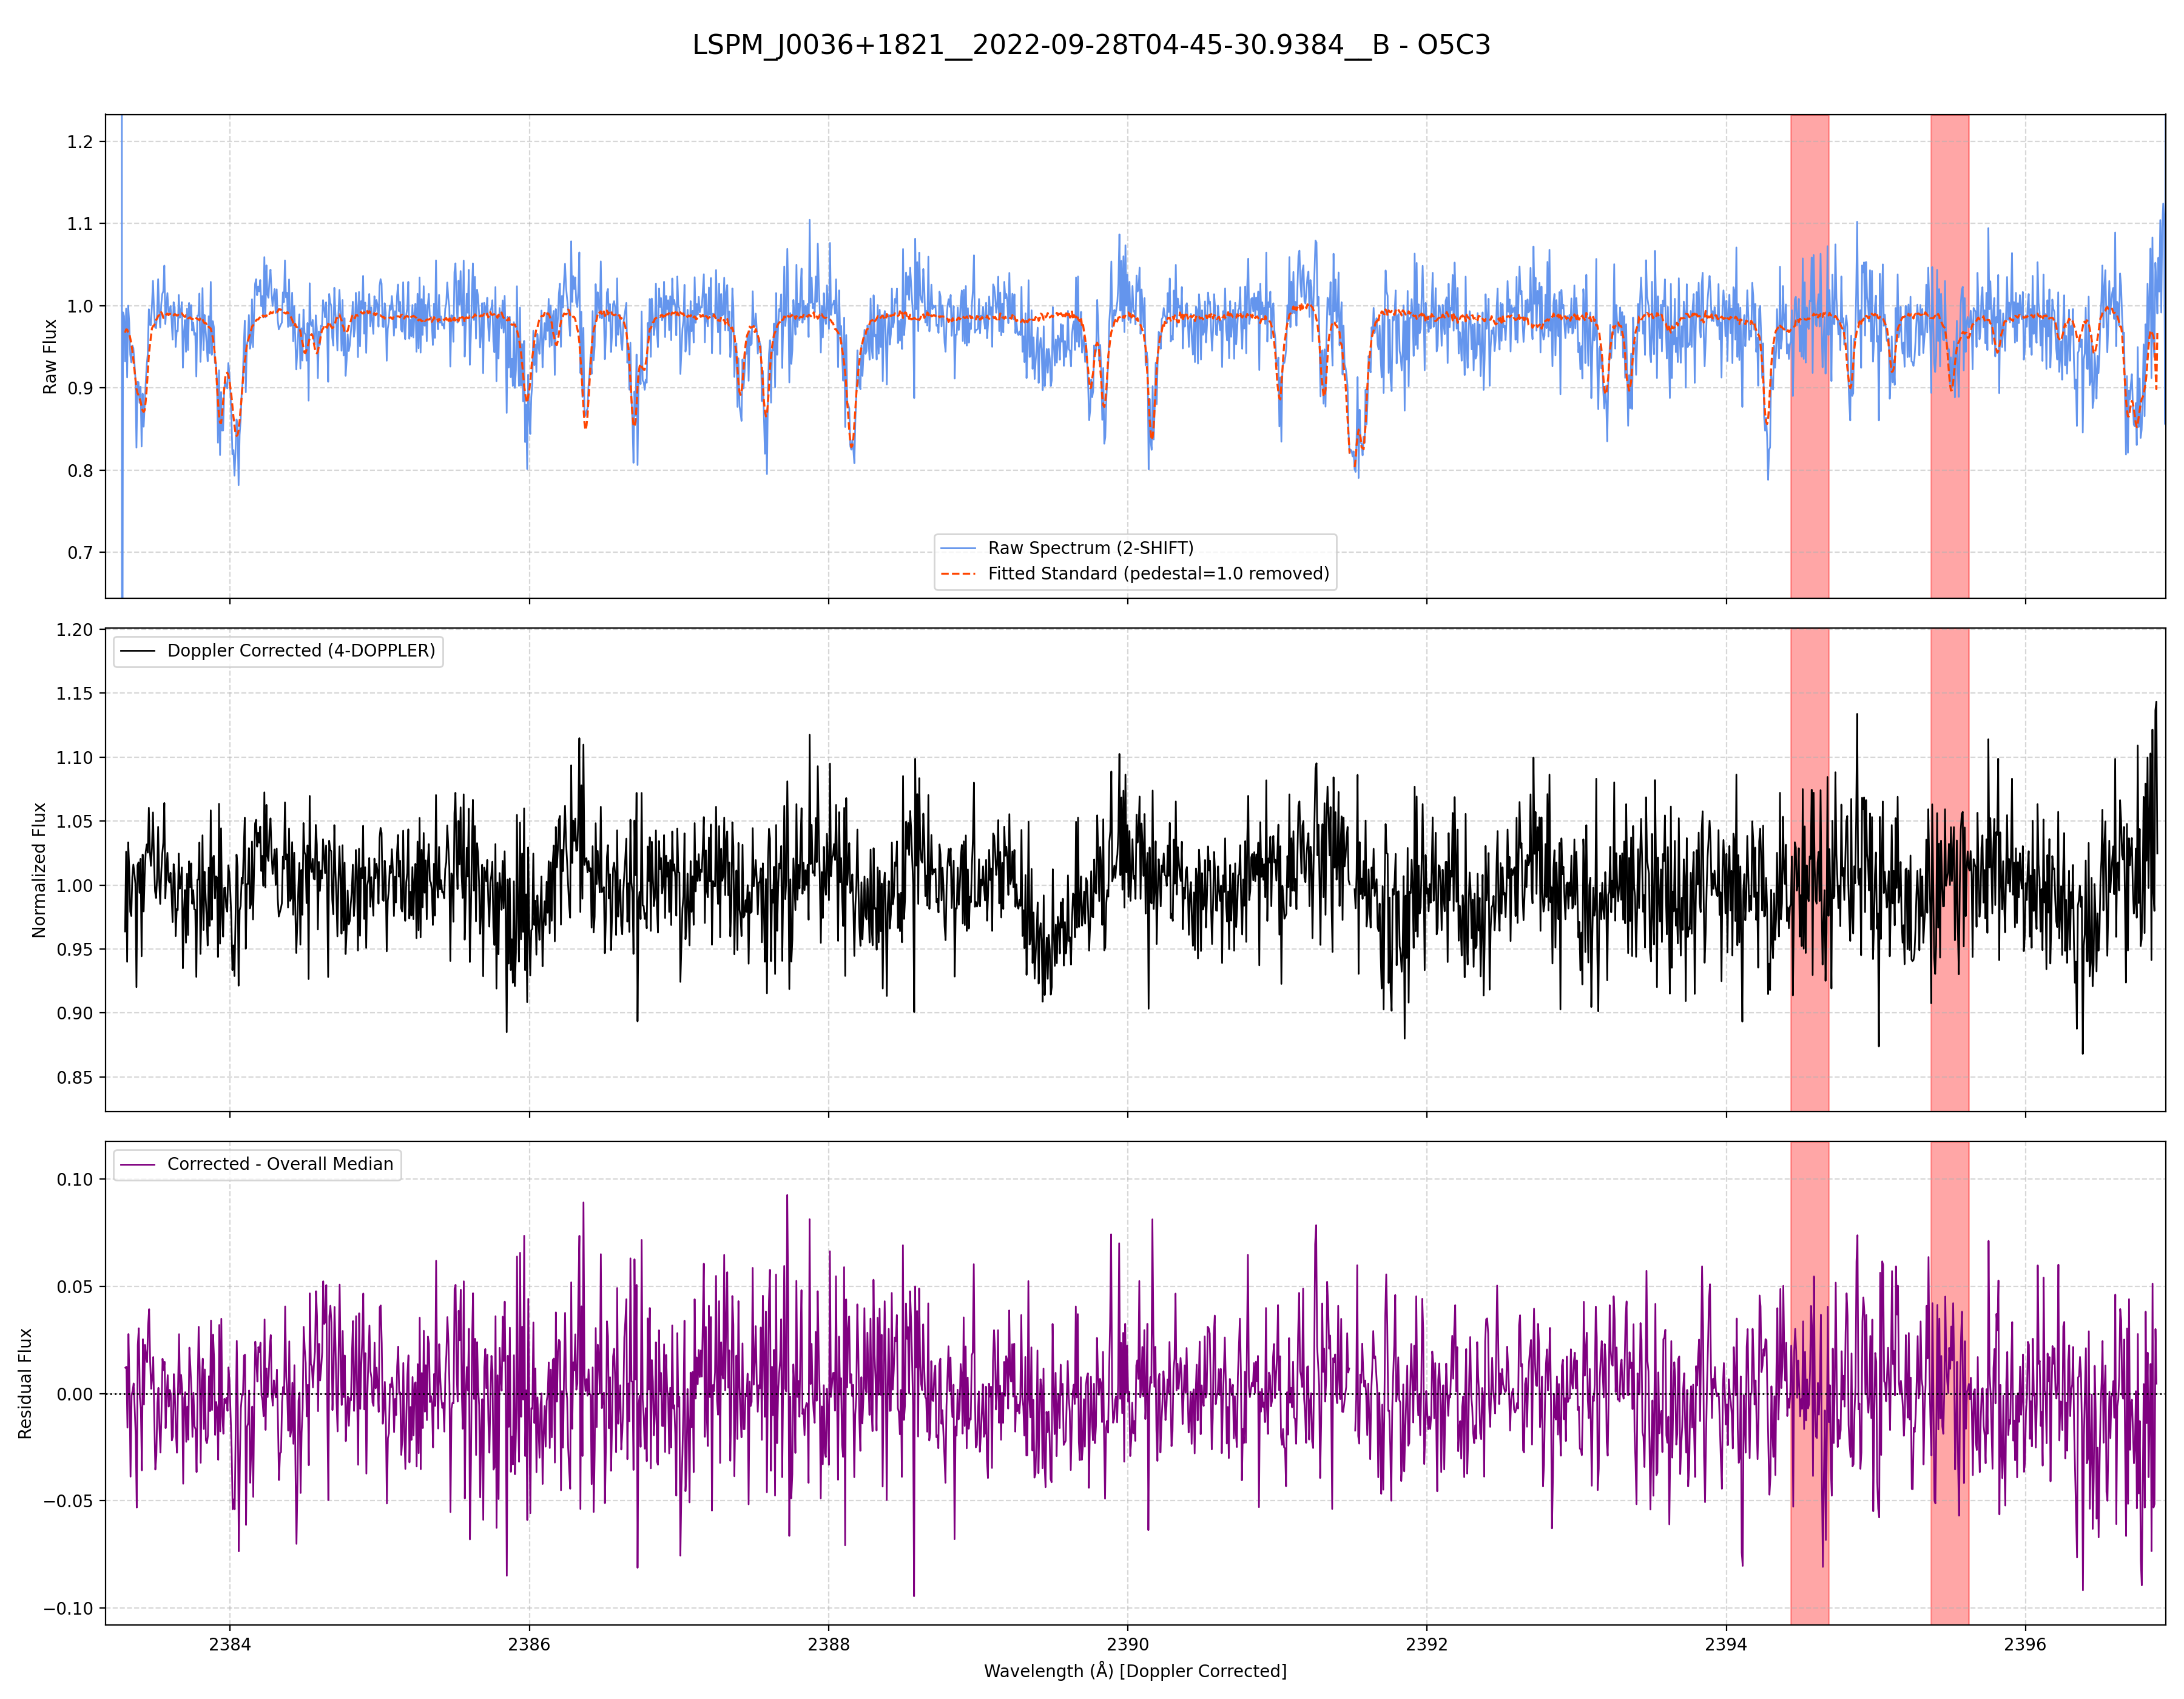 LSPM_J0036+1821__2022-09-28T04-45-30.9384__B - O5C3
1.2
1.1
1.0
0.9
0.8
0.7
Raw Flux
Raw Spectrum (2-SHIFT)
Fitted Standard (pedestal=1.0 removed)
1.20
1.15
1.10
1.05
1.00
0.95
0.90
0.85
Normalized Flux
Doppler Corrected (4-DOPPLER)
0.10
0.05
0.00
−0.05
−0.10
Residual Flux
Corrected - Overall Median
2384 2386 2388 2390 2392 2394 2396
Wavelength (Å) [Doppler Corrected]